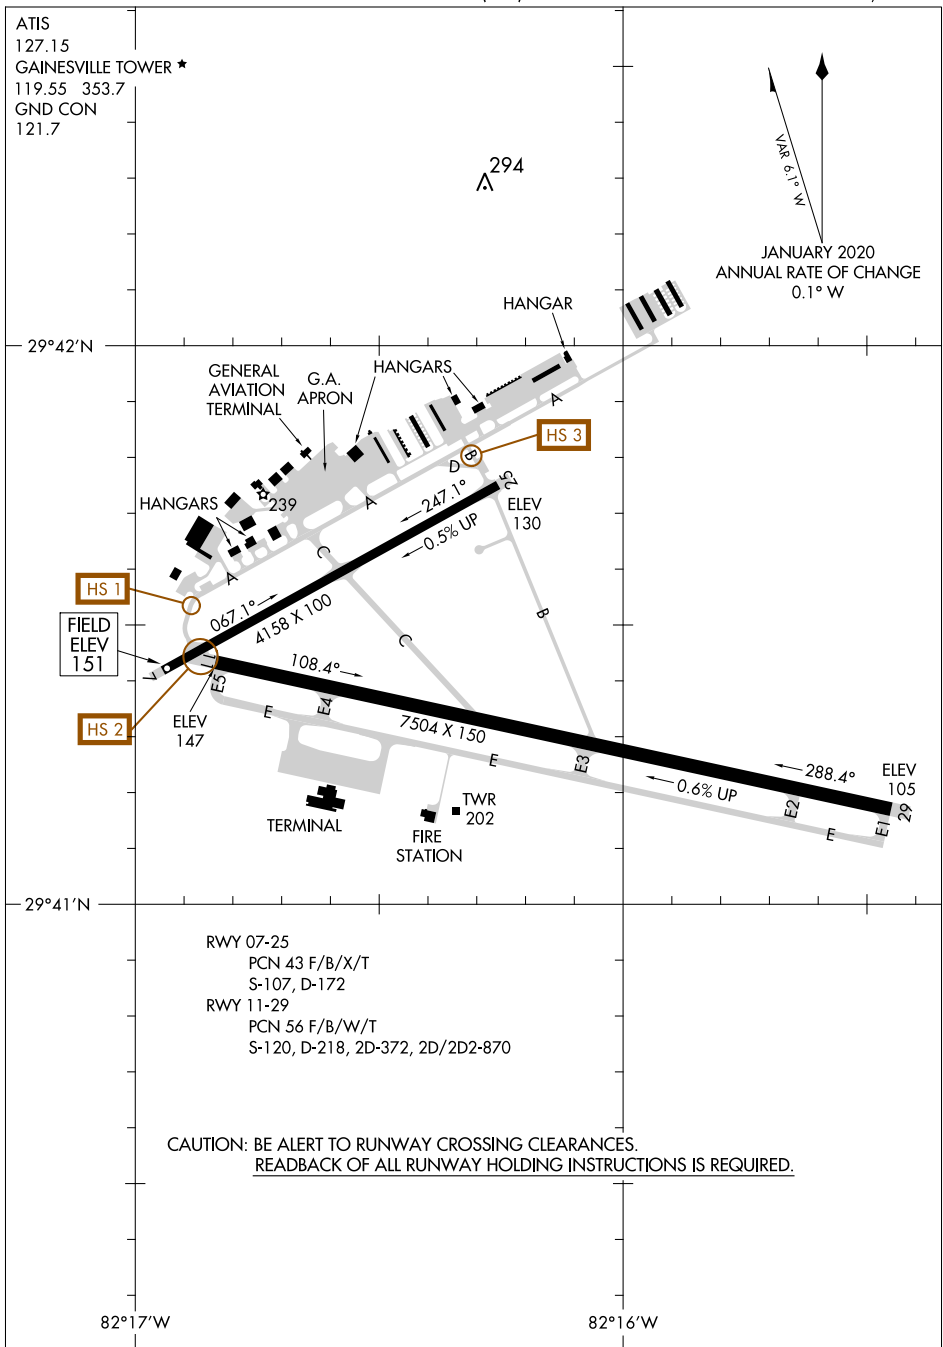 ATIS
127.15
GAINESVILLE TOWER ★
119.55 353.7
GND CON
121.7
294
VAR 6.1° W
JANUARY 2020
ANNUAL RATE OF CHANGE
0.1° W
HANGAR
29°42'N
GENERAL
AVIATION
TERMINAL
G.A.
APRON
HANGARS
A
HS 3
B
D
25
239
HANGARS
A
247.1°
0.5% UP
ELEV
130
C
A
HS 1
067.1°
4158 X 100
B
FIELD
ELEV
151
C
108.4°
7
E5
E4
HS 2
ELEV
147
E
7504 X 150
E
E3
288.4°
0.6% UP
ELEV
105
E2
E1
29
E
TERMINAL
TWR
202
FIRE
STATION
29°41'N
RWY 07-25
PCN 43 F/B/X/T
S-107, D-172
RWY 11-29
PCN 56 F/B/W/T
S-120, D-218, 2D-372, 2D/2D2-870
CAUTION: BE ALERT TO RUNWAY CROSSING CLEARANCES.
READBACK OF ALL RUNWAY HOLDING INSTRUCTIONS IS REQUIRED.
82°17'W
82°16'W